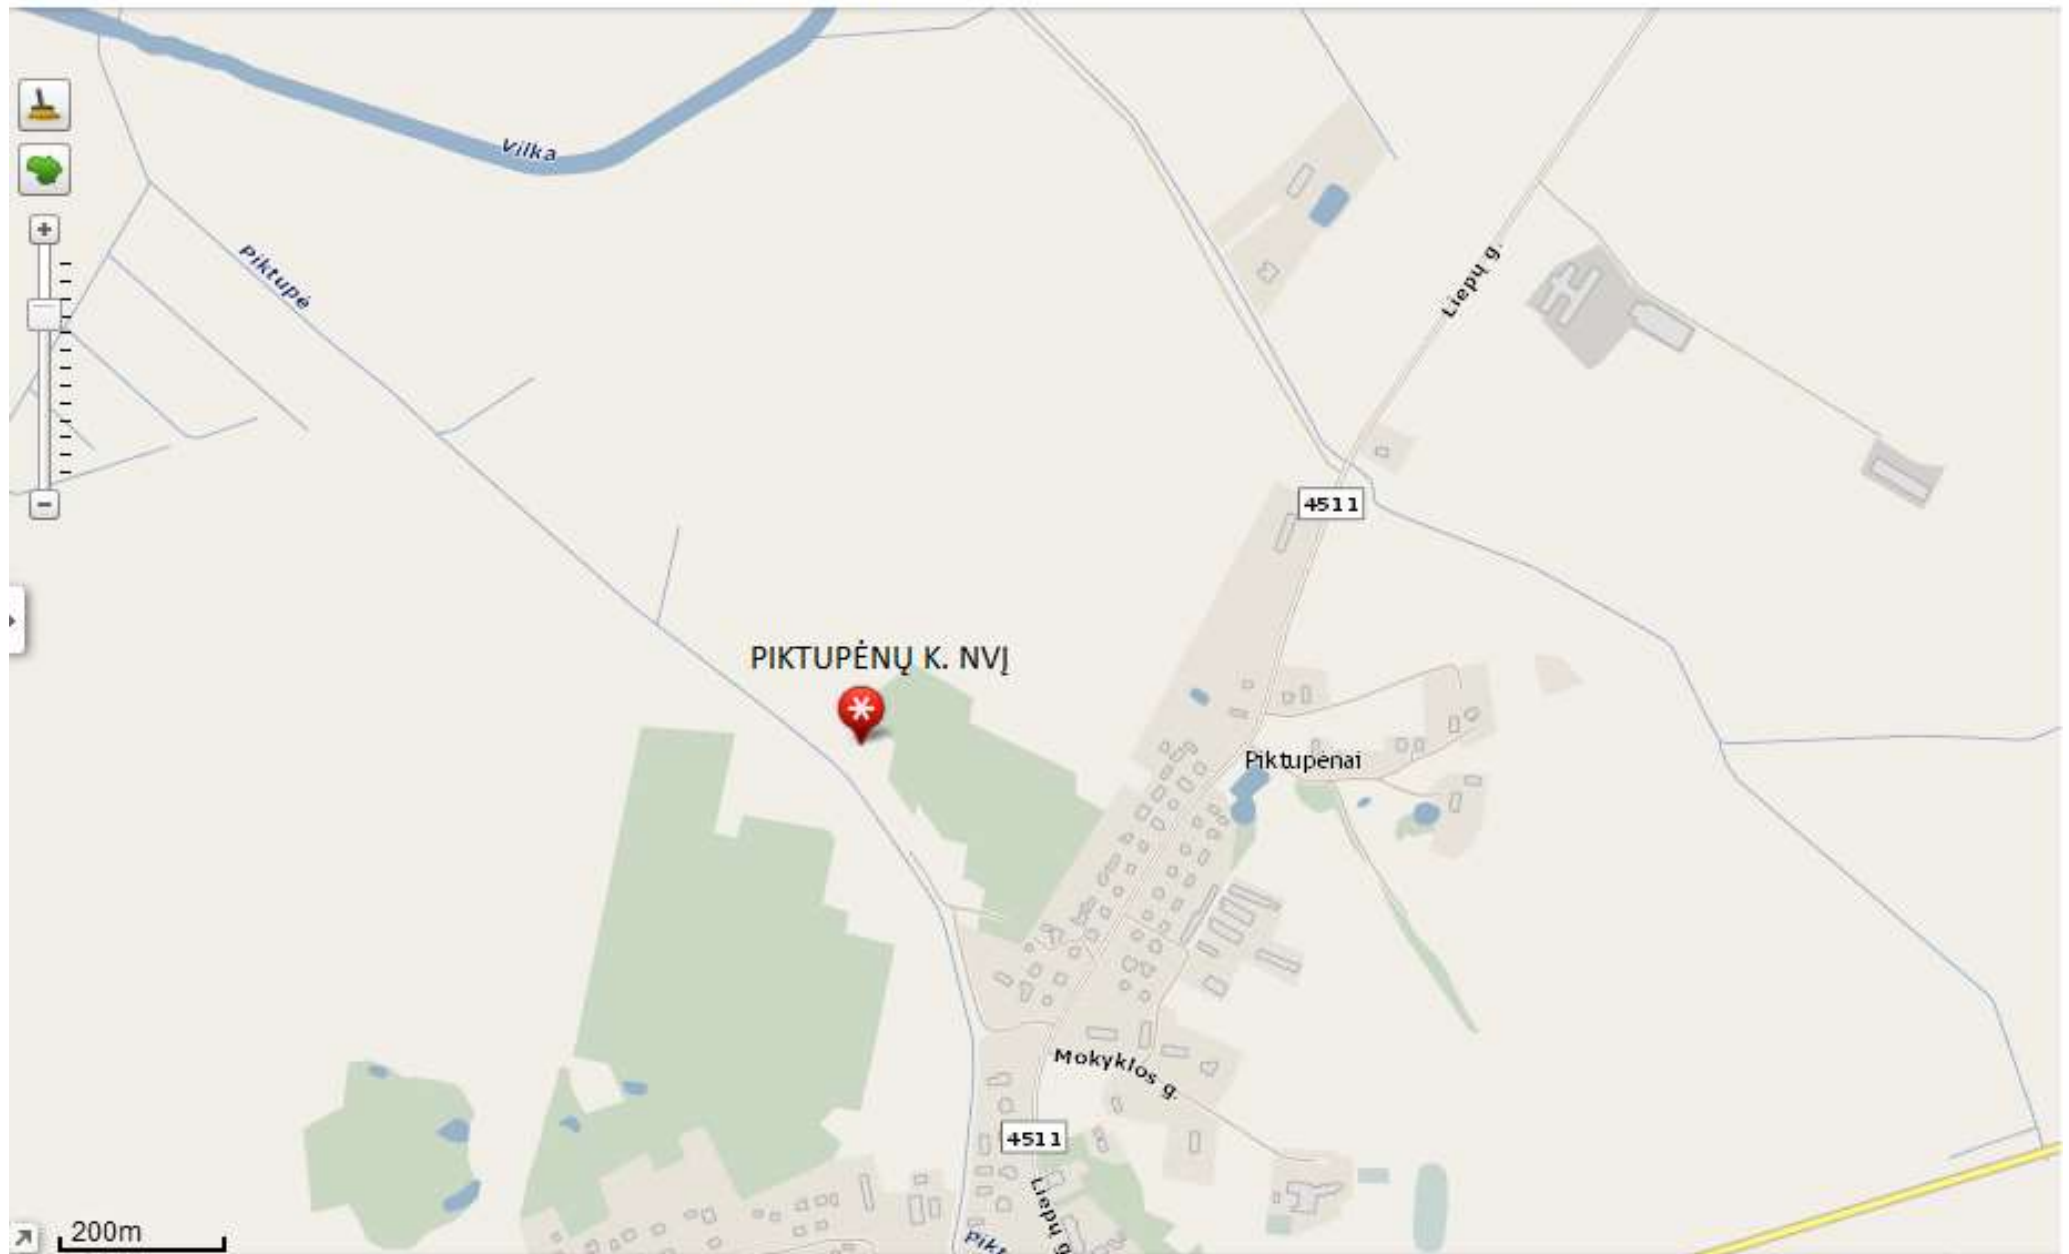 Vilka
Piktupė
Liepų g.
4511
PIKTUPĖNŲ K. NVĮ
Piktupėnai
Mokyklos g.
4511
Liepų g.
200m